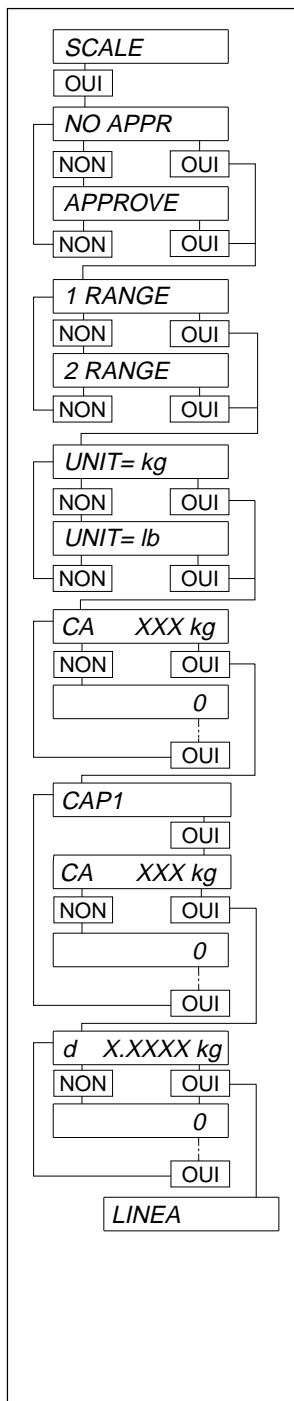 SCALE
OUI
NO APPR
NON OUI
APPROVE
NON OUI
1 RANGE
NON OUI
2 RANGE
NON OUI
UNIT= kg
NON OUI
UNIT= lb
NON OUI
CA XXX kg
NON OUI
0
OUI
CAP1
OUI
CA XXX kg
NON OUI
0
OUI
d X.XXXX kg
NON OUI
0
OUI
LINEA